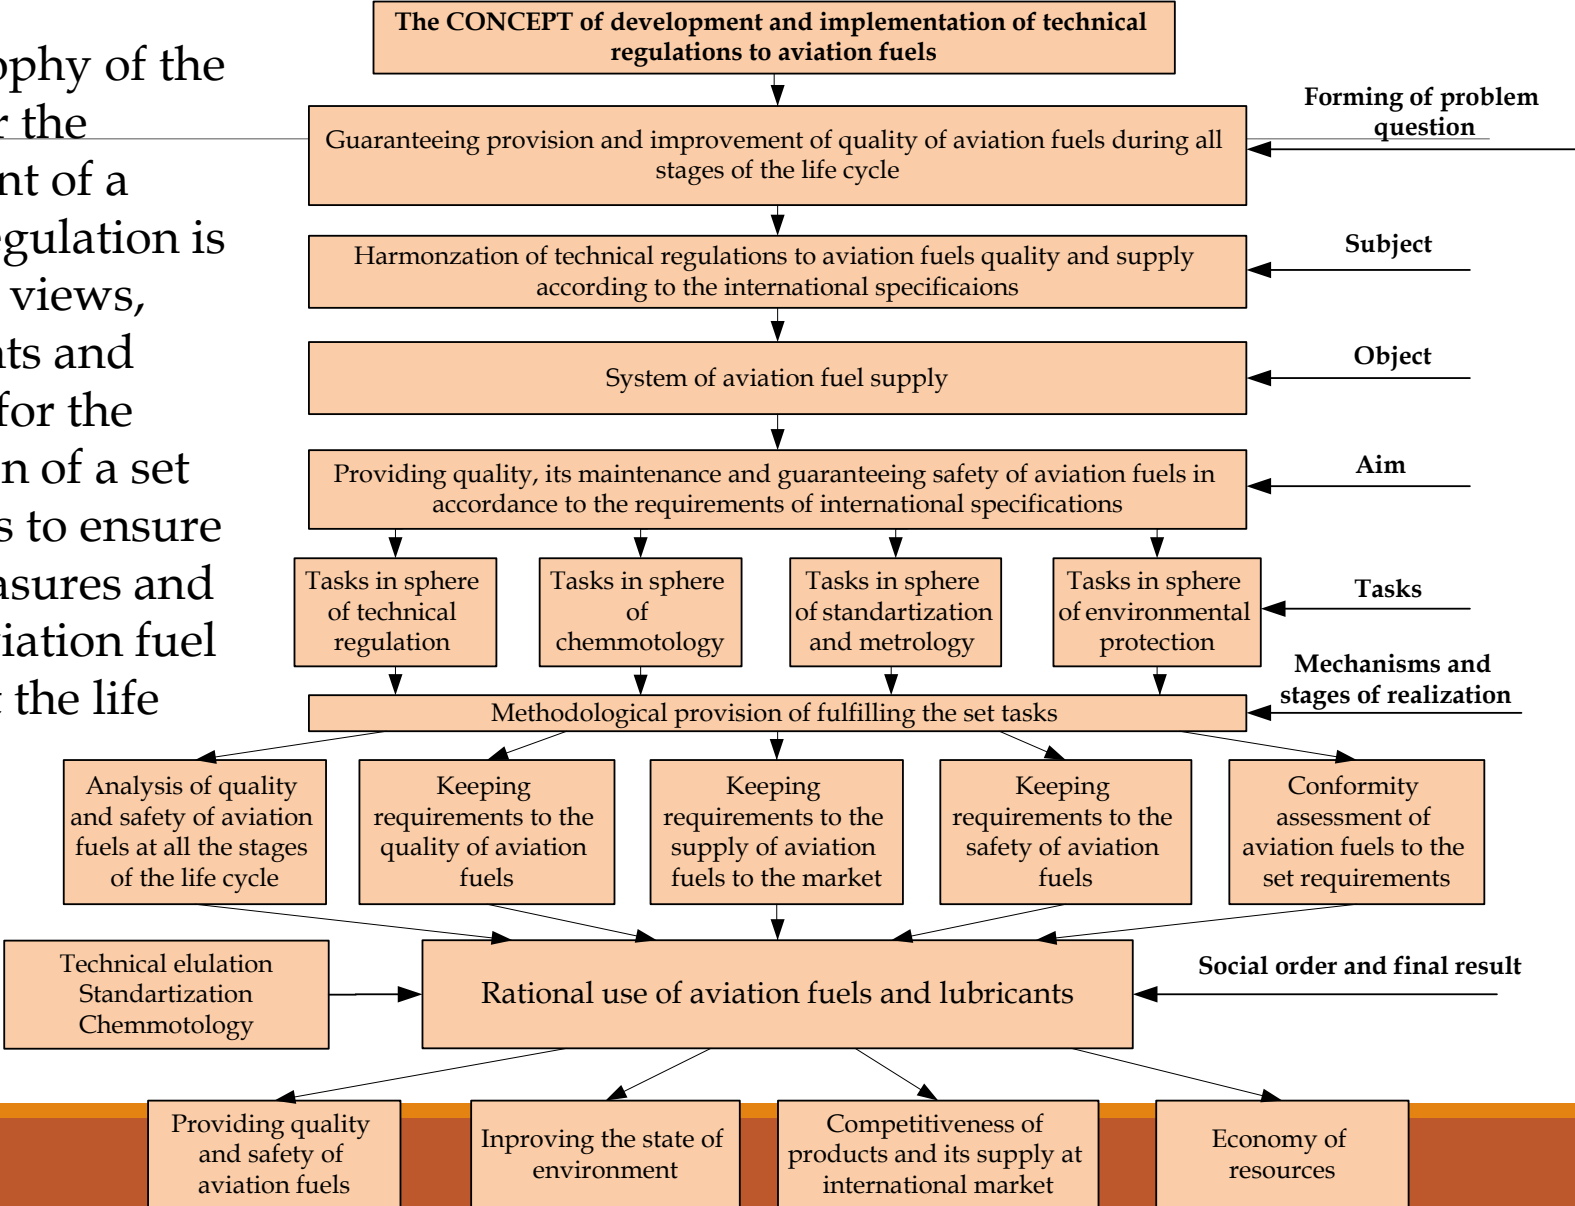 The CONCEPT of development and implementation of technical
regulations to aviation fuels
ophy of the
r the
nt of a
egulation is
views,
nts and
for the
n of a set
s to ensure
asures and
viation fuel
t the life
Forming of problem
question
Guaranteeing provision and improvement of quality of aviation fuels during all
stages of the life cycle
Subject
Harmonzation of technical regulations to aviation fuels quality and supply
according to the international specificaions
Object
System of aviation fuel supply
Aim
Providing quality, its maintenance and guaranteeing safety of aviation fuels in
accordance to the requirements of international specifications
Tasks in sphere
of technical
regulation
Tasks in sphere
of
chemmotology
Tasks in sphere
of standartization
and metrology
Tasks in sphere
of environmental
protection
Tasks
Mechanisms and
stages of realization
Methodological provision of fulfilling the set tasks
Analysis of quality
and safety of aviation
fuels at all the stages
of the life cycle
Keeping
requirements to the
quality of aviation
fuels
Keeping
requirements to the
supply of aviation
fuels to the market
Keeping
requirements to the
safety of aviation
fuels
Conformity
assessment of
aviation fuels to the
set requirements
Technical elulation
Standartization
Chemmotology
Rational use of aviation fuels and lubricants
Social order and final result
Providing quality
and safety of
aviation fuels
Inproving the state of
environment
Competitiveness of
products and its supply at
international market
Economy of
resources